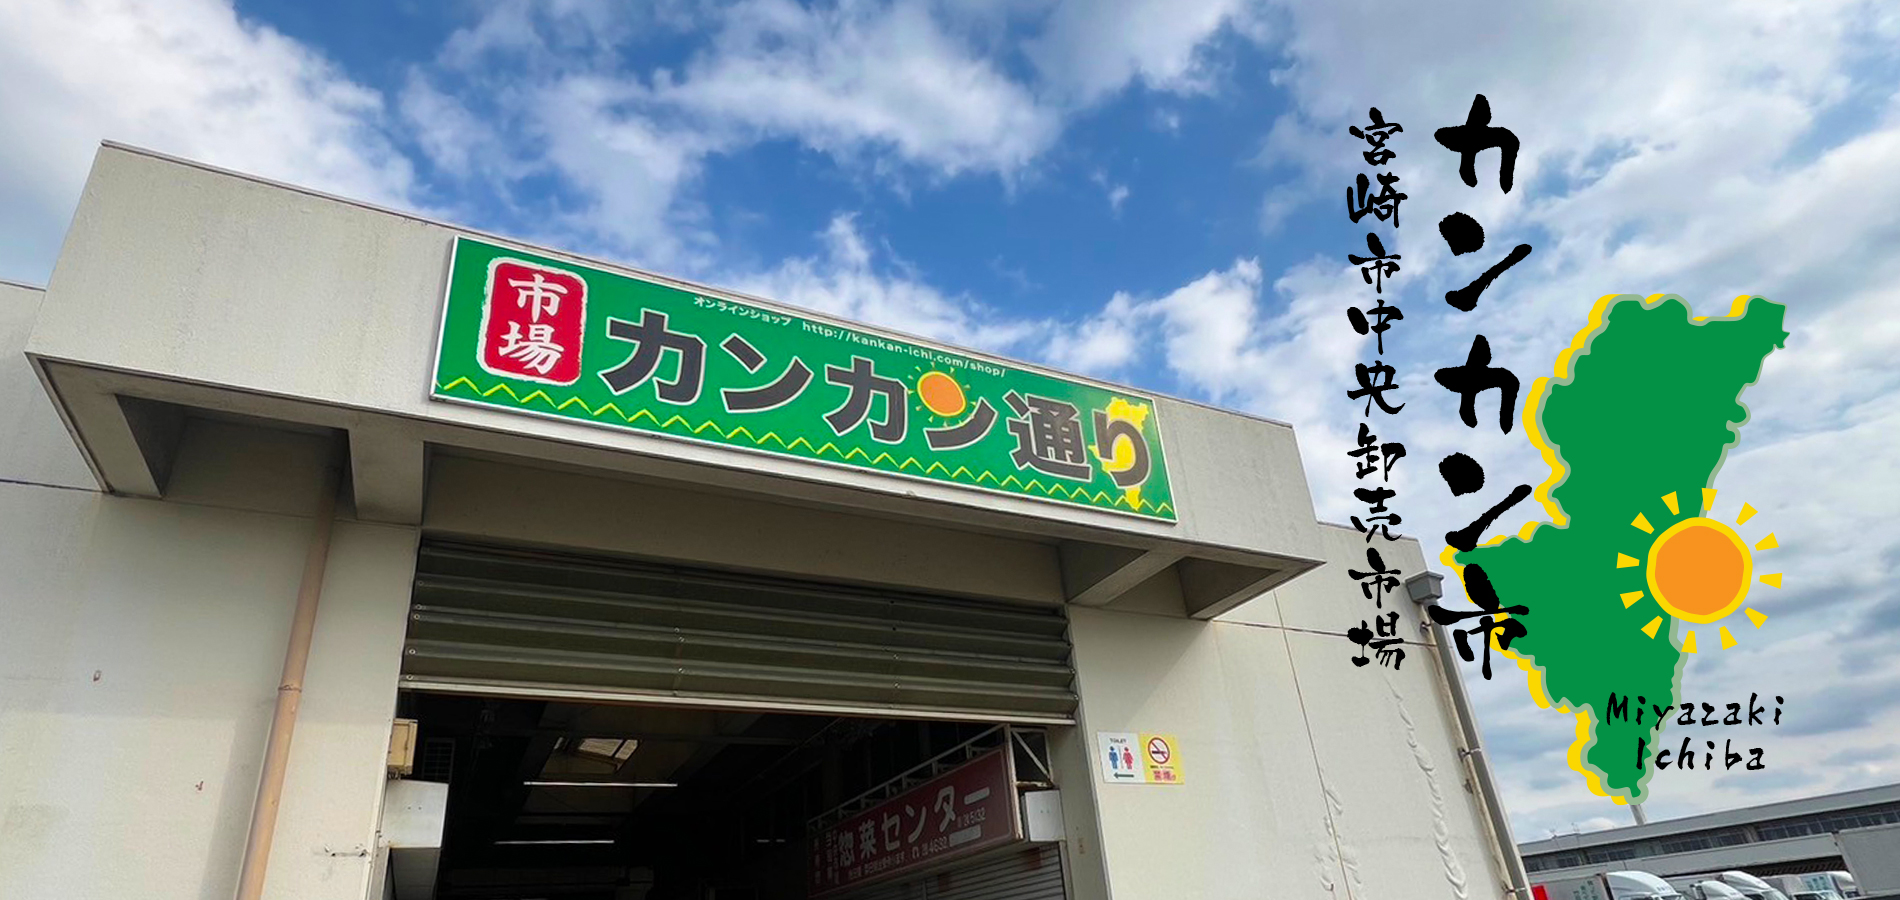 市場
オンラインショップ http://kankan-ichi.com/shop/
カンカン通り
カンカン市
宮崎市中央卸売市場
Miyazaki
Ichiba
TOILET
惣菜センター